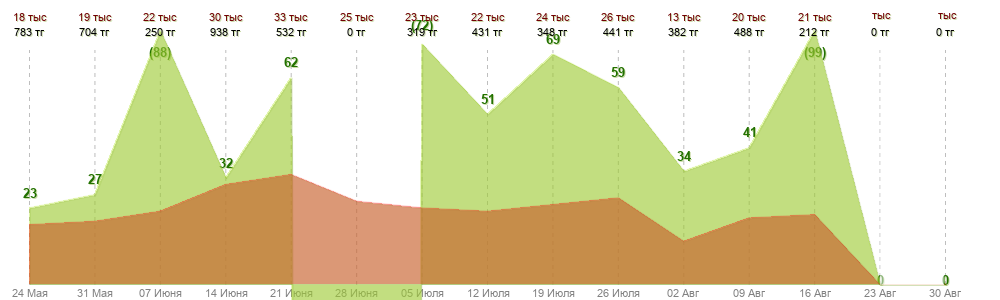 18 тыс 19 тыс 22 тыс 30 тыс 33 тыс 25 тыс 23 тыс 22 тыс 24 тыс 26 тыс 13 тыс 20 тыс 21 тыс тыс тыс
783 тг 704 тг 250 тг 938 тг 532 тг 0 тг 319 тг 431 тг 348 тг 441 тг 382 тг 488 тг 212 тг 0 тг 0 тг
23 27 (88) 32 62 (72) 51 69 59 34 41 (99) 0 0
24 Мая 31 Мая 07 Июня 14 Июня 21 Июня 28 Июня 05 Июля 12 Июля 19 Июля 26 Июля 02 Авг 09 Авг 16 Авг 23 Авг 30 Авг